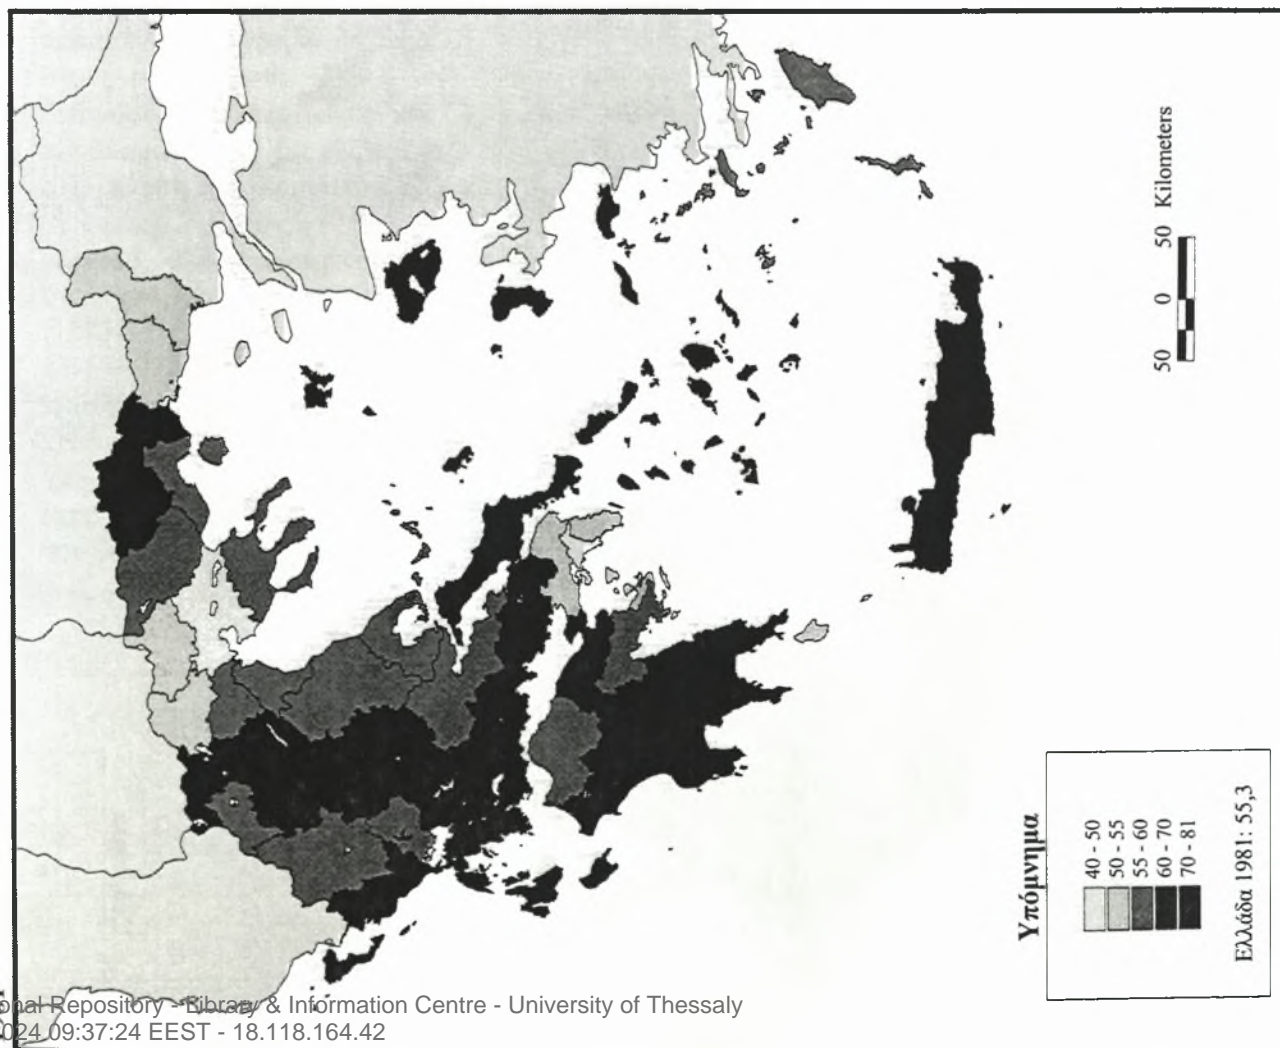 50 0 50 Kilometers
Υπόμνημα
40 - 50
50 - 55
55 - 60
60 - 70
70 - 81
Ελλάδα 1981: 55,3
Repository - Library & Information Centre - University of Thessaly
09:37:24 EEST - 18.118.164.42